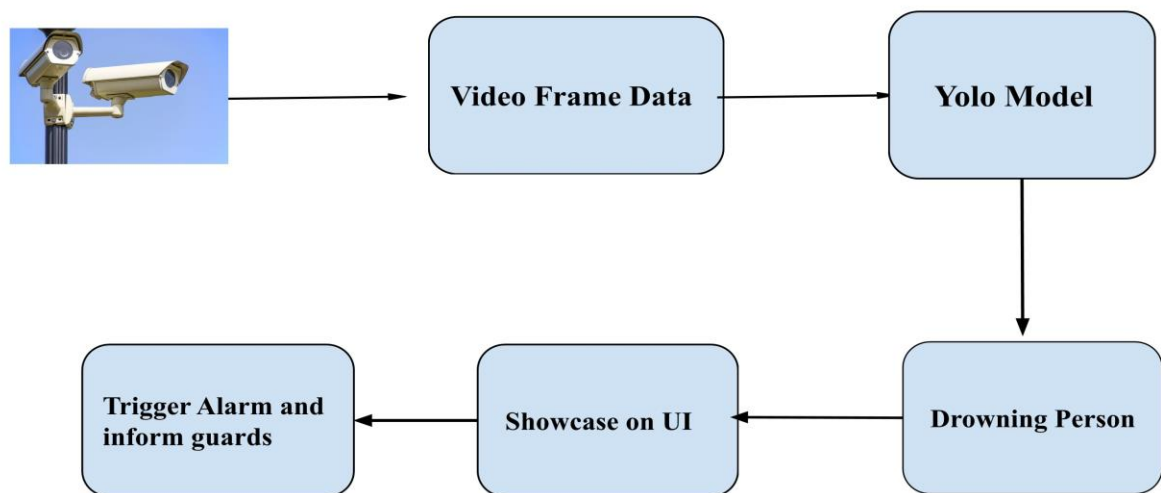 Video Frame Data
Yolo Model
Drowning Person
Showcase on UI
Trigger Alarm and
inform guards